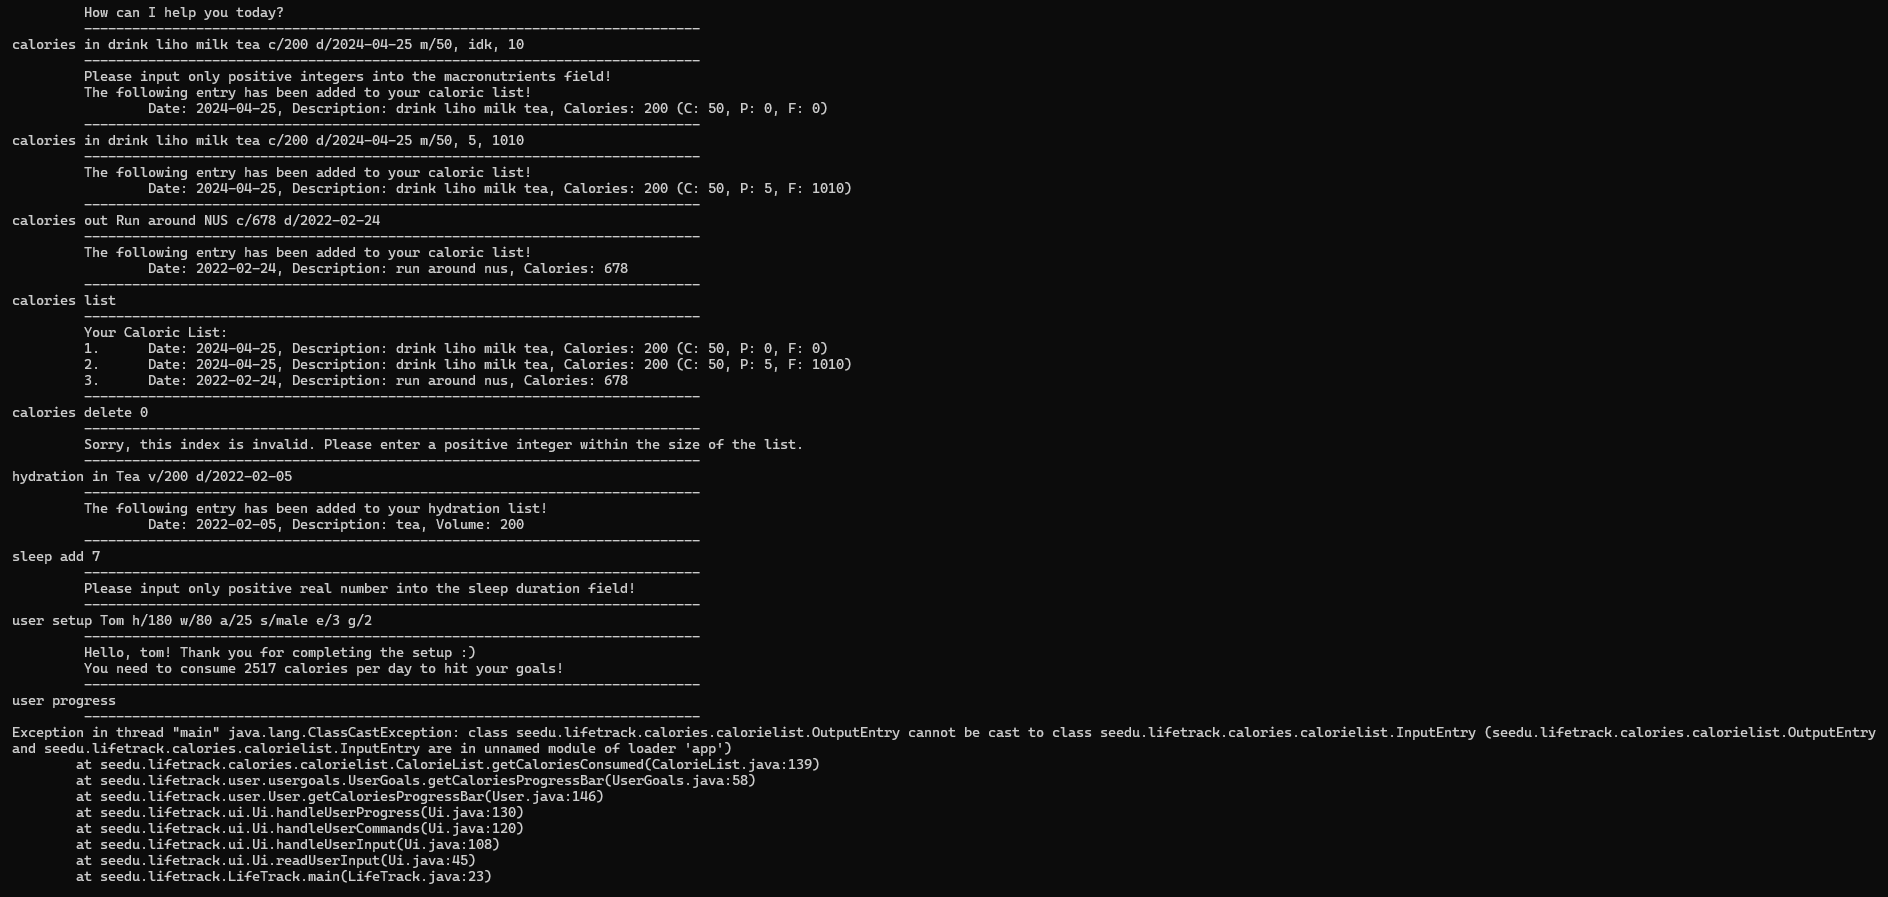 How can I help you today?
-----------------------------------------------------------------------------
calories in drink liho milk tea c/200 d/2024-04-25 m/50, idk, 10
-----------------------------------------------------------------------------
Please input only positive integers into the macronutrients field!
The following entry has been added to your caloric list!
Date: 2024-04-25, Description: drink liho milk tea, Calories: 200 (C: 50, P: 0, F: 0)
-----------------------------------------------------------------------------
calories in drink liho milk tea c/200 d/2024-04-25 m/50, 5, 1010
-----------------------------------------------------------------------------
The following entry has been added to your caloric list!
Date: 2024-04-25, Description: drink liho milk tea, Calories: 200 (C: 50, P: 5, F: 1010)
-----------------------------------------------------------------------------
calories out Run around NUS c/678 d/2022-02-24
-----------------------------------------------------------------------------
The following entry has been added to your caloric list!
Date: 2022-02-24, Description: run around nus, Calories: 678
-----------------------------------------------------------------------------
calories list
-----------------------------------------------------------------------------
Your Caloric List:
1. Date: 2024-04-25, Description: drink liho milk tea, Calories: 200 (C: 50, P: 0, F: 0)
2. Date: 2024-04-25, Description: drink liho milk tea, Calories: 200 (C: 50, P: 5, F: 1010)
3. Date: 2022-02-24, Description: run around nus, Calories: 678
-----------------------------------------------------------------------------
calories delete 0
-----------------------------------------------------------------------------
Sorry, this index is invalid. Please enter a positive integer within the size of the list.
-----------------------------------------------------------------------------
hydration in Tea v/200 d/2022-02-05
-----------------------------------------------------------------------------
The following entry has been added to your hydration list!
Date: 2022-02-05, Description: tea, Volume: 200
-----------------------------------------------------------------------------
sleep add 7
-----------------------------------------------------------------------------
Please input only positive real number into the sleep duration field!
-----------------------------------------------------------------------------
user setup Tom h/180 w/80 a/25 s/male e/3 g/2
-----------------------------------------------------------------------------
Hello, tom! Thank you for completing the setup :)
You need to consume 2517 calories per day to hit your goals!
-----------------------------------------------------------------------------
user progress
-----------------------------------------------------------------------------
Exception in thread "main" java.lang.ClassCastException: class seedu.lifetrack.calories.calorielist.OutputEntry cannot be cast to class seedu.lifetrack.calories.calorielist.InputEntry (seedu.lifetrack.calories.calorielist.OutputEntry
and seedu.lifetrack.calories.calorielist.InputEntry are in unnamed module of loader 'app')
at seedu.lifetrack.calories.calorielist.CalorieList.getCaloriesConsumed(CalorieList.java:139)
at seedu.lifetrack.user.usergoals.UserGoals.getCaloriesProgressBar(UserGoals.java:58)
at seedu.lifetrack.user.User.getCaloriesProgressBar(User.java:146)
at seedu.lifetrack.ui.Ui.handleUserProgress(Ui.java:130)
at seedu.lifetrack.ui.Ui.handleUserCommands(Ui.java:120)
at seedu.lifetrack.ui.Ui.handleUserInput(Ui.java:108)
at seedu.lifetrack.ui.Ui.readUserInput(Ui.java:45)
at seedu.lifetrack.LifeTrack.main(LifeTrack.java:23)